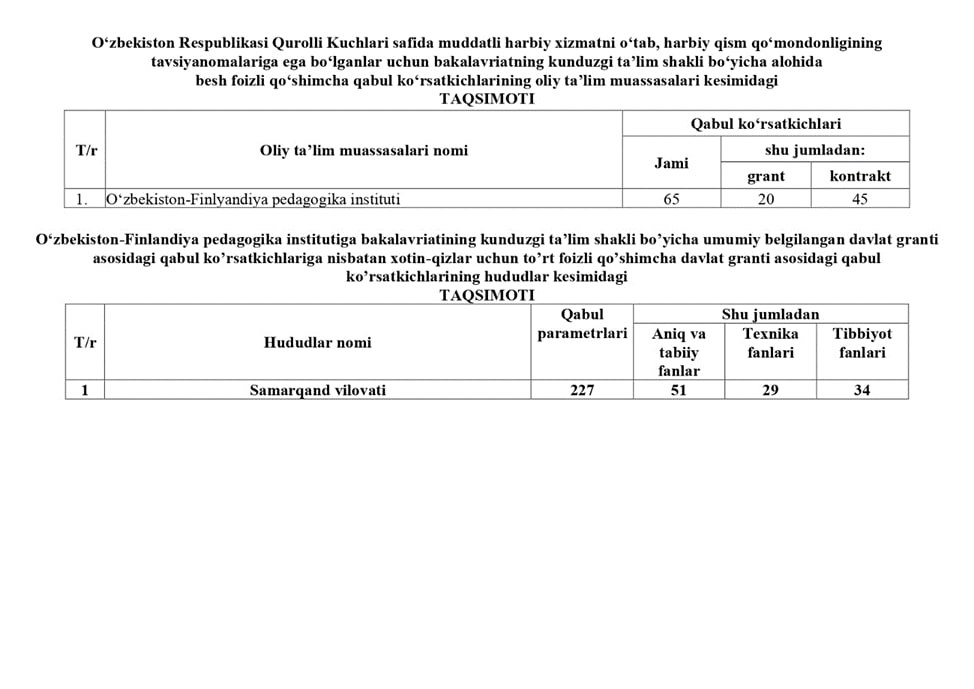 O‘zbekiston Respublikasi Qurolli Kuchlari safida muddatli harbiy xizmatni o‘tab, harbiy qism qo‘mondonligining
tavsiyanomalariga ega bo‘lganlar uchun bakalavriatning kunduzgi ta’lim shakli bo‘yicha alohida
besh foizli qo‘shimcha qabul ko‘rsatkichlarining oliy ta’lim muassasalari kesimidagi
TAQSIMOTI
T/r
Oliy ta’lim muassasalari nomi
Qabul ko‘rsatkichlari
Jami
shu jumladan:
grant kontrakt
1. O‘zbekiston-Finlyandiya pedagogika instituti 65 20 45
O‘zbekiston-Finlandiya pedagogika institutiga bakalavriatining kunduzgi ta’lim shakli bo’yicha umumiy belgilangan davlat granti
asosidagi qabul ko’rsatkichlariga nisbatan xotin-qizlar uchun to’rt foizli qo’shimcha davlat granti asosidagi qabul
ko’rsatkichlarining hududlar kesimidagi
TAQSIMOTI
T/r
Hududlar nomi
Qabul
parametrlari
Shu jumladan
Aniq va
tabiiy
fanlar
Texnika
fanlari
Tibbiyot
fanlari
1 Samarqand vilovati 227 51 29 34